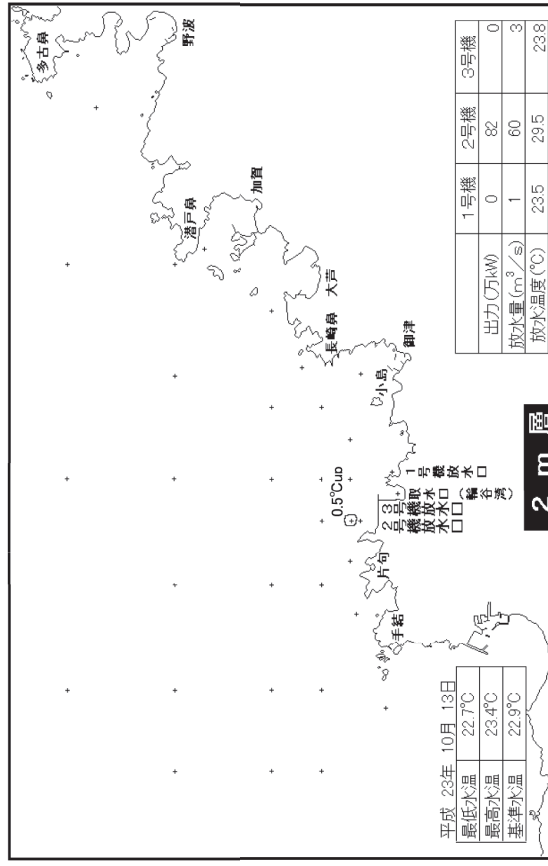 多古鼻
野波
潜戸鼻
加賀
大芦
長崎鼻
御津
小島
0.5℃up
1号機放水口
取水口(輪谷湾)
3号機放水口
2号機放水口
片句
手結
平成 23年 10月 13日
最低水温 22.7℃
最高水温 23.4℃
基準水温 22.9℃
2 m 層
1号機 2号機 3号機
出力(万kW) 0 82 0
放水量(m³/s) 1 60 3
放水温度(℃) 23.5 29.5 23.8